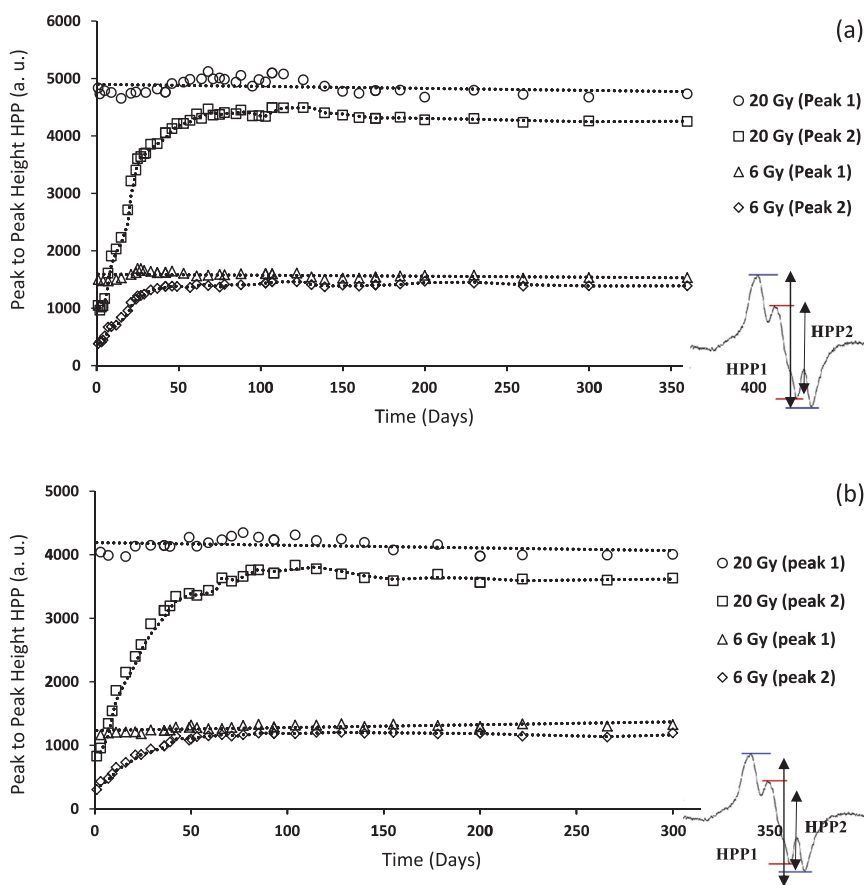 (a)
6000
5000
4000
3000
2000
1000
0
Peak to Peak Height HPP (a. u.)
0 50 100 150 200 250 300 350 400
Time (Days)
20 Gy (Peak 1)
20 Gy (Peak 2)
6 Gy (Peak 1)
6 Gy (Peak 2)
HPP1
HPP2
(b)
5000
4000
3000
2000
1000
0
Peak to Peak Height HPP (a. u.)
0 50 100 150 200 250 300 350
Time (Days)
20 Gy (peak 1)
20 Gy (peak 2)
6 Gy (peak 1)
6 Gy (peak 2)
HPP1
HPP2